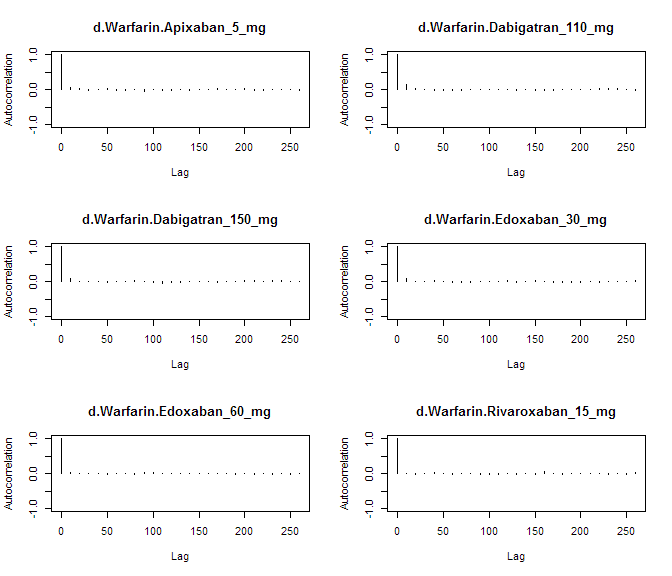 d.Warfarin.Apixaban_5_mg
Autocorrelation
1.0
0.0
-1.0
0 50 100 150 200 250
Lag
d.Warfarin.Dabigatran_110_mg
Autocorrelation
1.0
0.0
-1.0
0 50 100 150 200 250
Lag
d.Warfarin.Dabigatran_150_mg
Autocorrelation
1.0
0.0
-1.0
0 50 100 150 200 250
Lag
d.Warfarin.Edoxaban_30_mg
Autocorrelation
1.0
0.0
-1.0
0 50 100 150 200 250
Lag
d.Warfarin.Edoxaban_60_mg
Autocorrelation
1.0
0.0
-1.0
0 50 100 150 200 250
Lag
d.Warfarin.Rivaroxaban_15_mg
Autocorrelation
1.0
0.0
-1.0
0 50 100 150 200 250
Lag